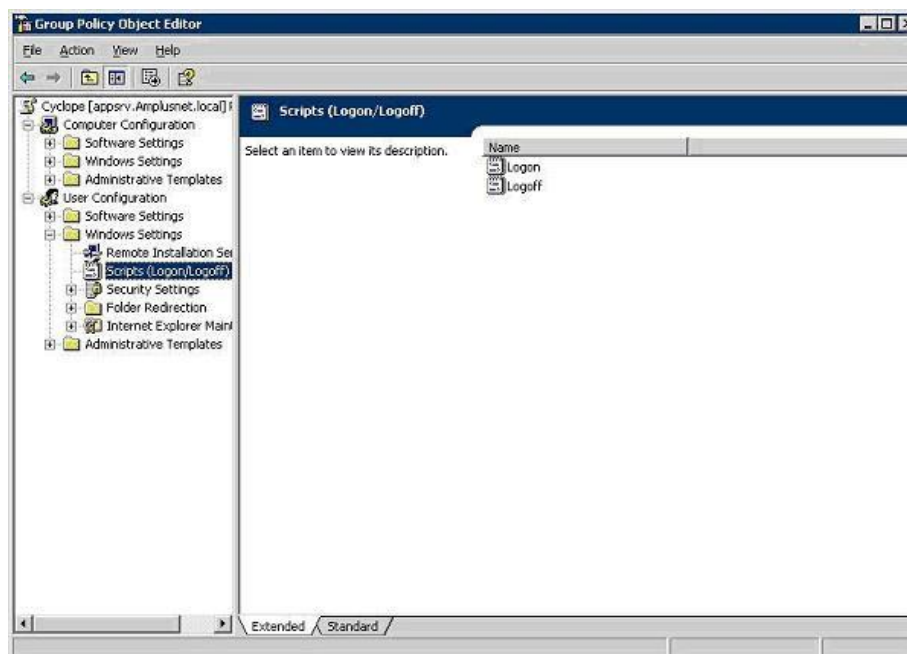 Group Policy Object Editor
File Action View Help
Cyclope [appsrv.Amplusnet.local]
Computer Configuration
Software Settings
Windows Settings
Administrative Templates
User Configuration
Software Settings
Windows Settings
Remote Installation Ser
Scripts (Logon/Logoff)
Security Settings
Folder Redirection
Internet Explorer Main
Administrative Templates
Scripts (Logon/Logoff)
Select an item to view its description.
Name
Logon
Logoff
Extended Standard